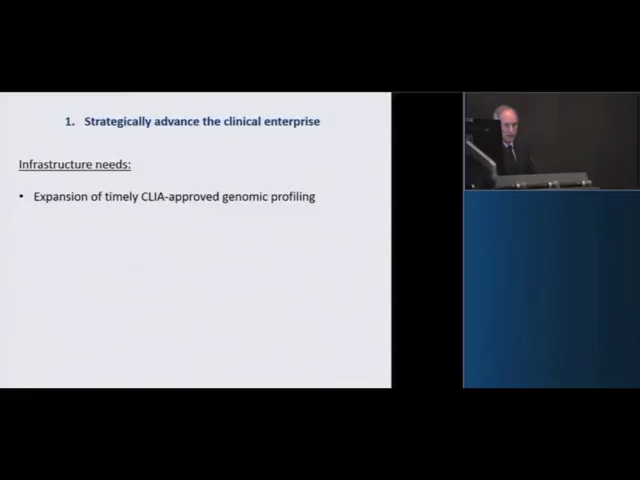 1. Strategically advance the clinical enterprise
Infrastructure needs:
• Expansion of timely CLIA-approved genomic profiling